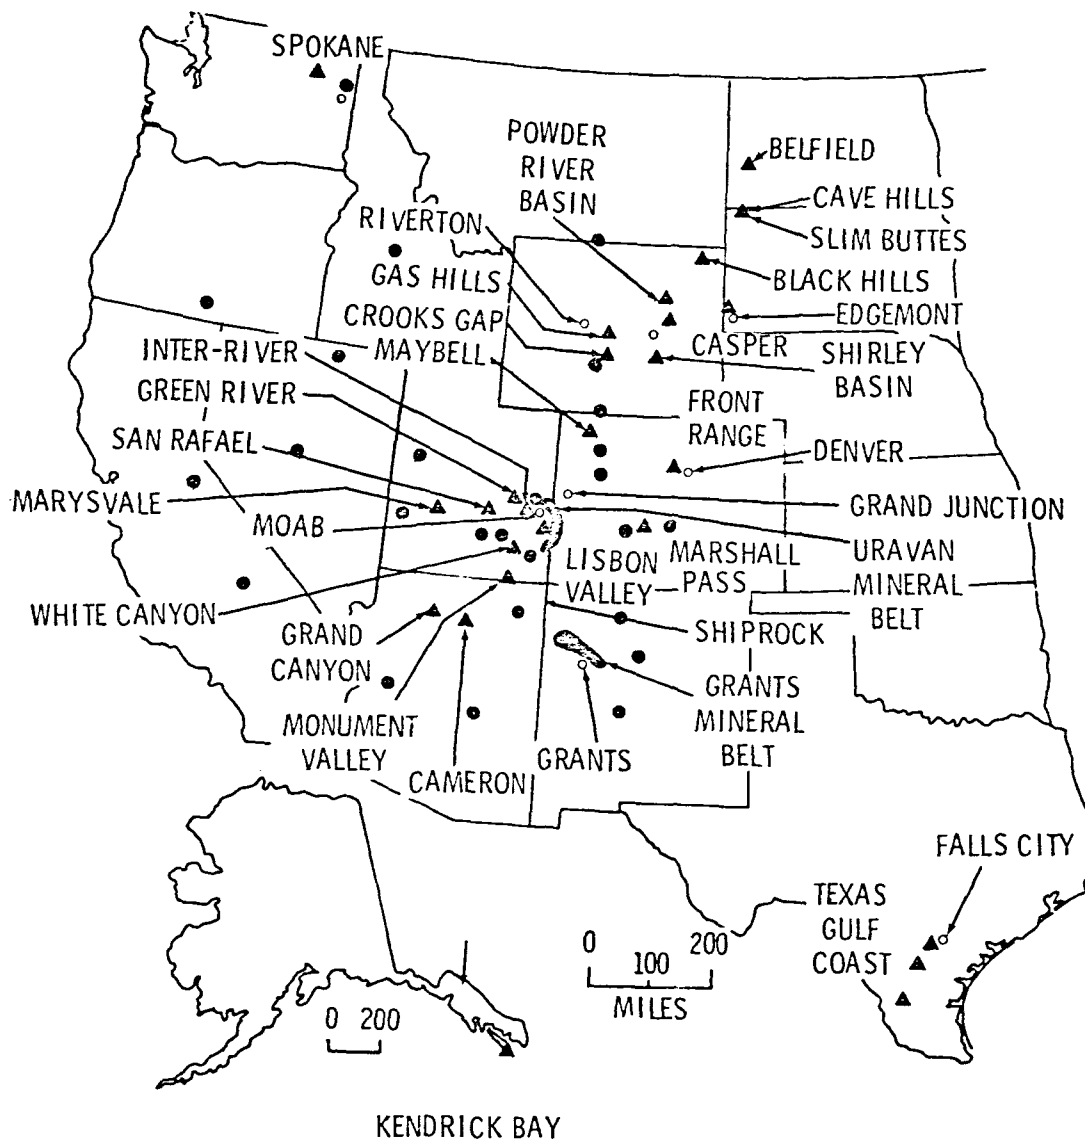 SPOKANE
POWDER
RIVER
BASIN
BELFIELD
CAVE HILLS
RIVERTON
SLIM BUTTES
GAS HILLS
BLACK HILLS
CROOKS GAP
EDGEMONT
INTER-RIVER
MAYBELL
CASPER
SHIRLEY
BASIN
GREEN RIVER
FRONT
RANGE
SAN RAFAEL
DENVER
MARYSVALE
GRAND JUNCTION
MOAB
LISBON
VALLEY
MARSHALL
PASS
URAVAN
MINERAL
BELT
WHITE CANYON
GRAND
CANYON
SHIPROCK
MONUMENT
VALLEY
GRANTS
MINERAL
BELT
CAMERON
GRANTS
FALLS CITY
TEXAS
GULF
COAST
0 200
100
MILES
0 200
KENDRICK BAY